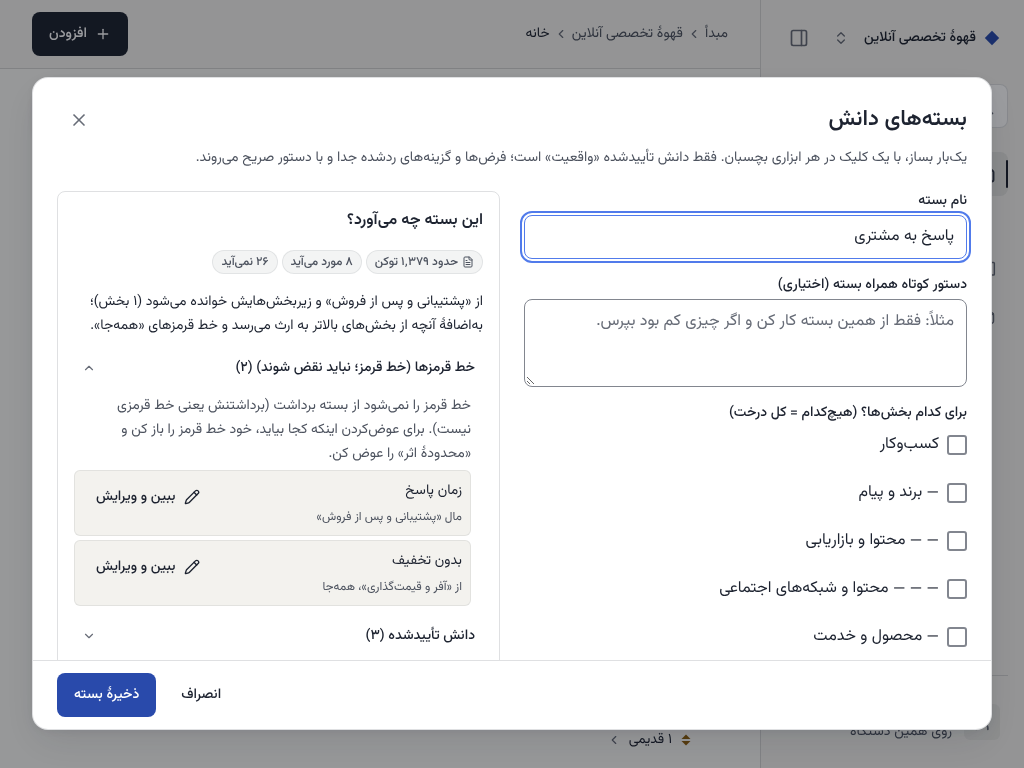 قهوهٔ تخصصی آنلاین
مبدأ
قهوهٔ تخصصی آنلاین
خانه
افزودن
بسته‌های دانش
یک‌بار بساز، با یک کلیک در هر ابزاری بچسبان. فقط دانش تأییدشده «واقعیت» است؛ فرض‌ها و گزینه‌های ردشده جدا و با دستور صریح می‌روند.
نام بسته
پاسخ به مشتری
دستور کوتاه همراه بسته (اختیاری)
مثلاً: فقط از همین بسته کار کن و اگر چیزی کم بود بپرس.
برای کدام بخش‌ها؟ (هیچ‌کدام = کل درخت)
کسب‌وکار
— برند و پیام
— — محتوا و بازاریابی
— — — محتوا و شبکه‌های اجتماعی
— محصول و خدمت
این بسته چه می‌آورد؟
حدود ۱٬۳۷۹ توکن
۸ مورد می‌آید
۲۶ نمی‌آید
از «پشتیبانی و پس از فروش» و زیربخش‌هایش خوانده می‌شود (۱ بخش)؛
به‌اضافهٔ آنچه از بخش‌های بالاتر به ارث می‌رسد و خط قرمزهای «همه‌جا».
خط قرمزها (خط قرمز؛ نباید نقض شوند) (۲)
خط قرمز را نمی‌شود از بسته برداشت (برداشتنش یعنی خط قرمزی
نیست). برای عوض‌کردن اینکه کجا بیاید، خود خط قرمز را باز کن و
«محدودهٔ اثر» را عوض کن.
زمان پاسخ
مال «پشتیبانی و پس از فروش»
ببین و ویرایش
بدون تخفیف
از «آفر و قیمت‌گذاری»، همه‌جا
ببین و ویرایش
دانش تأییدشده (۳)
انصراف
ذخیرهٔ بسته
۱ قدیمی
روی همین دستگاه